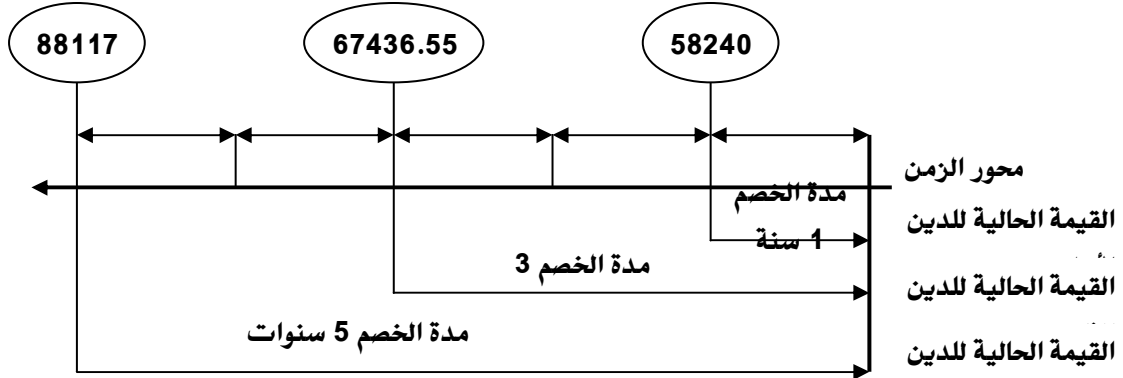 88117
67436.55
58240
محور الزمن
مدة الخصم
1 سنة
القيمة الحالية للدين
مدة الخصم 3
القيمة الحالية للدين
مدة الخصم 5 سنوات
القيمة الحالية للدين